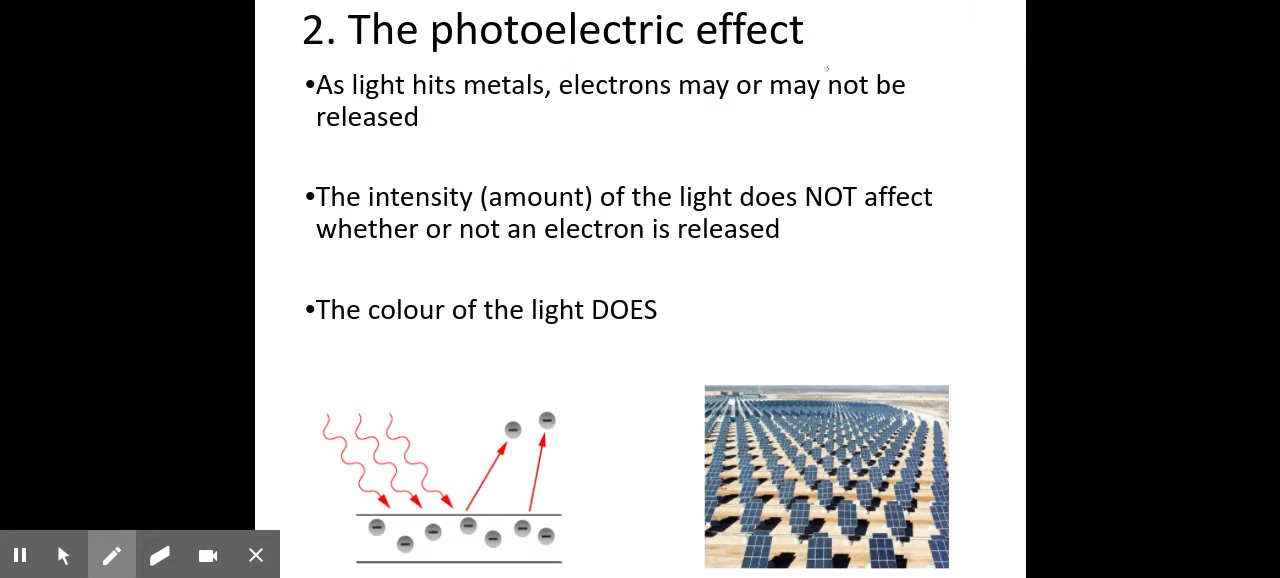 2. The photoelectric effect
•As light hits metals, electrons may or may not be
released
•The intensity (amount) of the light does NOT affect
whether or not an electron is released
•The colour of the light DOES